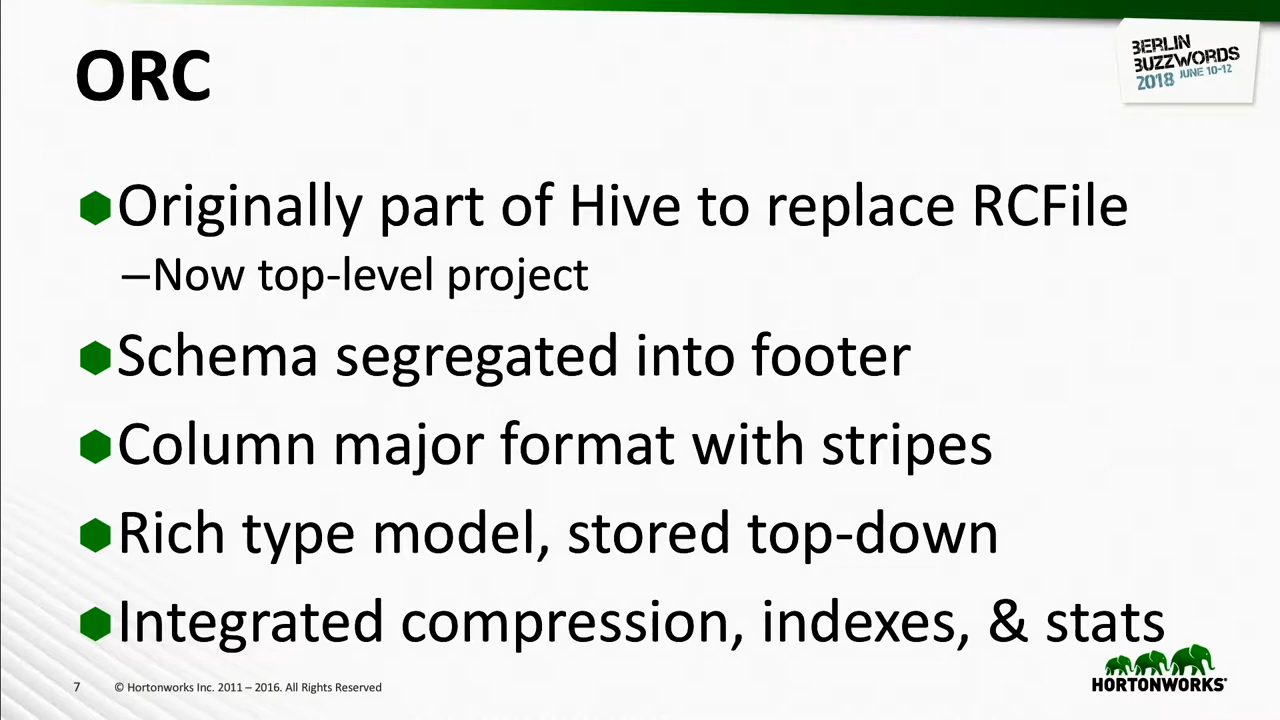 ORC
BERLIN
BUZZWORDS
2018 JUNE 10-12
Originally part of Hive to replace RCFile
–Now top-level project
Schema segregated into footer
Column major format with stripes
Rich type model, stored top-down
Integrated compression, indexes, & stats
7 © Hortonworks Inc. 2011 – 2016. All Rights Reserved
HORTONWORKS